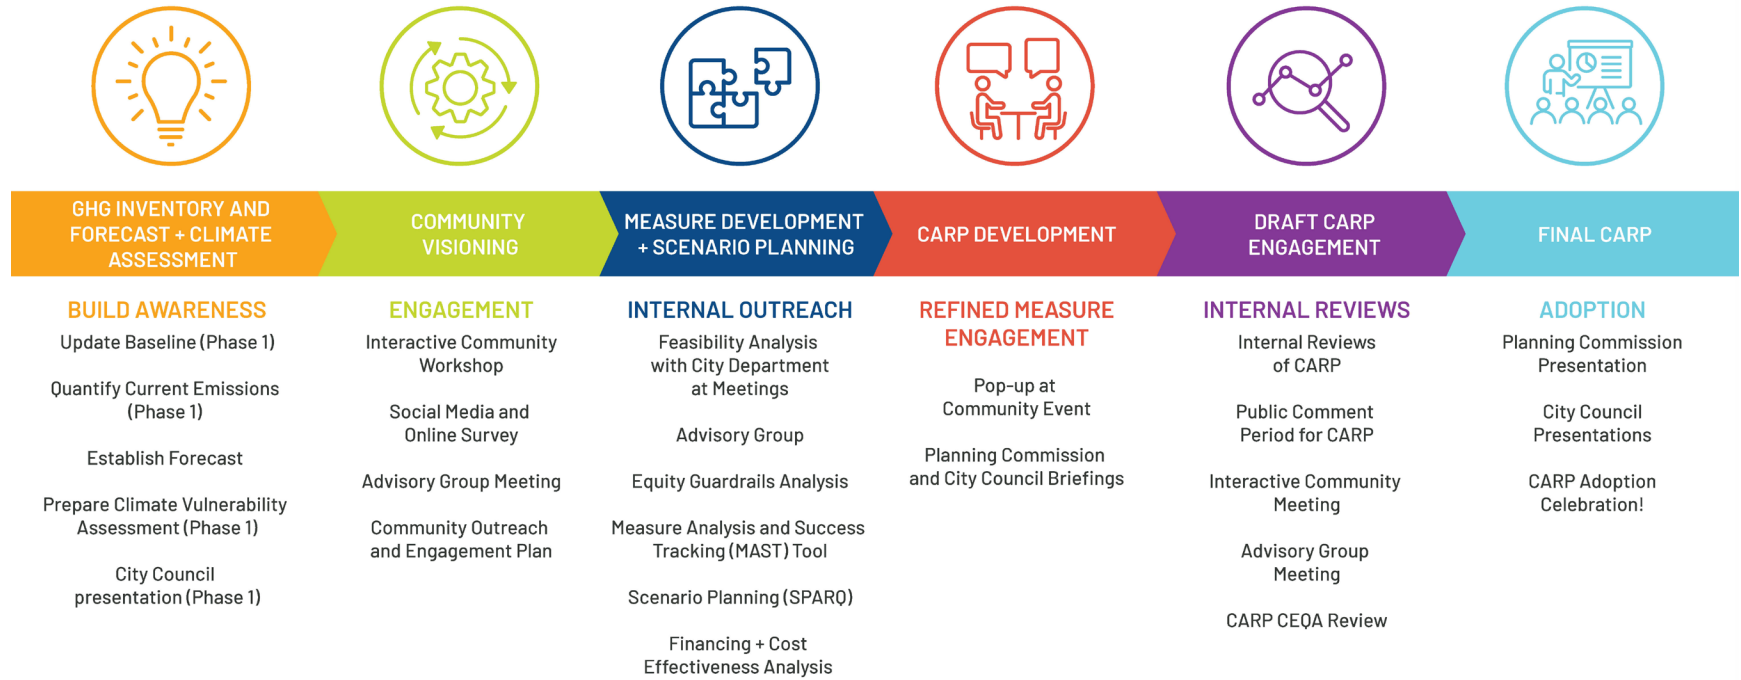 GHG INVENTORY AND
FORECAST + CLIMATE
ASSESSMENT
COMMUNITY
VISIONING
MEASURE DEVELOPMENT
+ SCENARIO PLANNING
CARP DEVELOPMENT
DRAFT CARP
ENGAGEMENT
FINAL CARP
BUILD AWARENESS
Update Baseline (Phase 1)
Quantify Current Emissions
(Phase 1)
Establish Forecast
Prepare Climate Vulnerability
Assessment (Phase 1)
City Council
presentation (Phase 1)
ENGAGEMENT
Interactive Community
Workshop
Social Media and
Online Survey
Advisory Group Meeting
Community Outreach
and Engagement Plan
INTERNAL OUTREACH
Feasibility Analysis
with City Department
at Meetings
Advisory Group
Equity Guardrails Analysis
Measure Analysis and Success
Tracking (MAST) Tool
Scenario Planning (SPARQ)
Financing + Cost
Effectiveness Analysis
REFINED MEASURE
ENGAGEMENT
Pop-up at
Community Event
Planning Commission
and City Council Briefings
INTERNAL REVIEWS
Internal Reviews
of CARP
Public Comment
Period for CARP
Interactive Community
Meeting
Advisory Group
Meeting
CARP CEQA Review
ADOPTION
Planning Commission
Presentation
City Council
Presentations
CARP Adoption
Celebration!